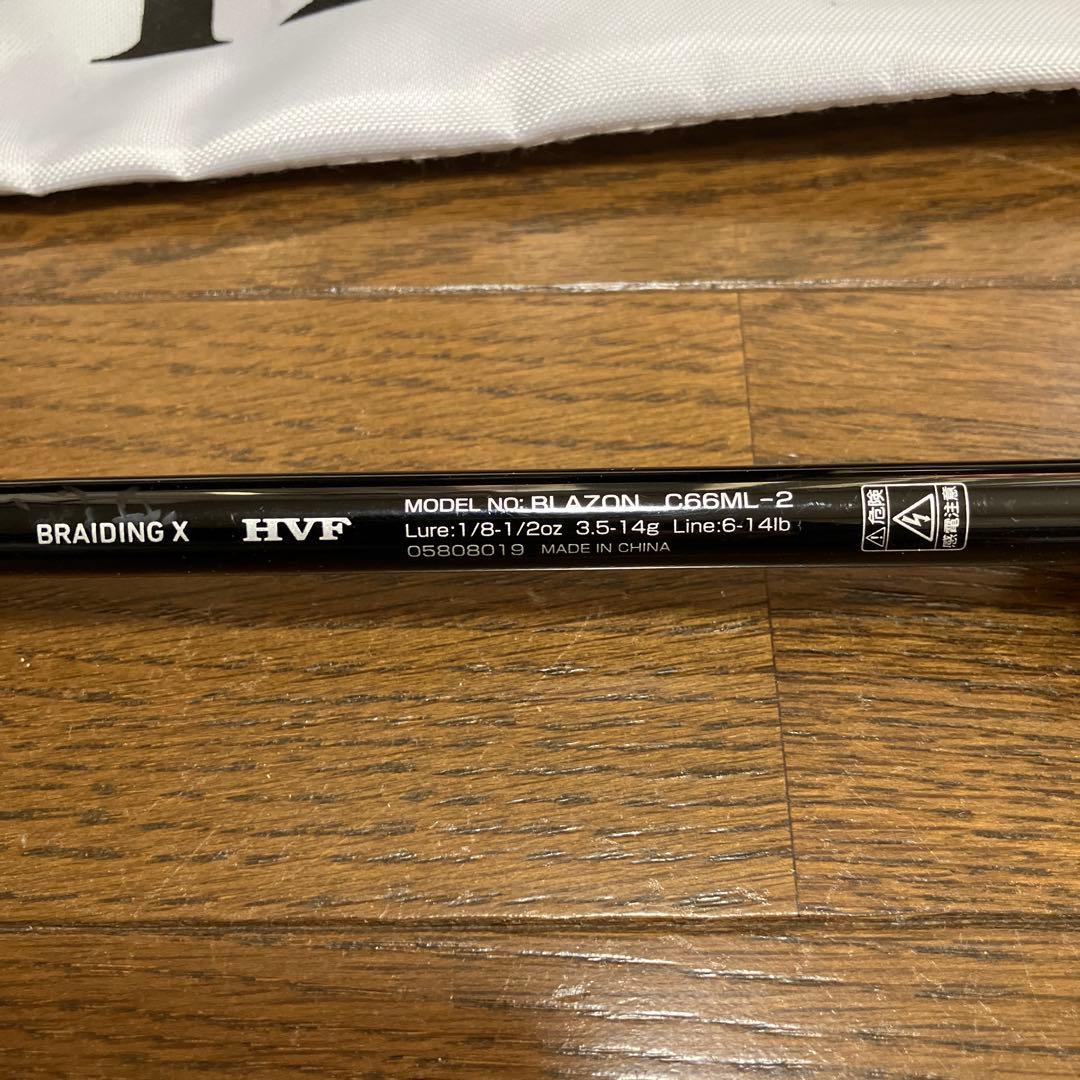 BRAIDING X
HVF
MODEL NO: BLAZON C66ML-2
Lure:1/8-1/2oz 3.5-14g Line:6-14lb
05808019 MADE IN CHINA
危険
感電注意